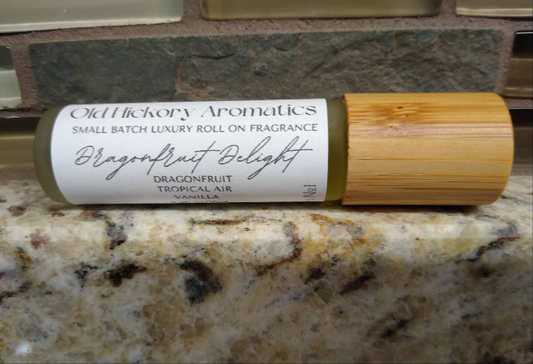 Old Hickory Aromatics
SMALL BATCH LUXURY ROLL ON FRAGRANCE
Dragonfruit Delight
DRAGONFRUIT
TROPICAL AIR
VANILLA